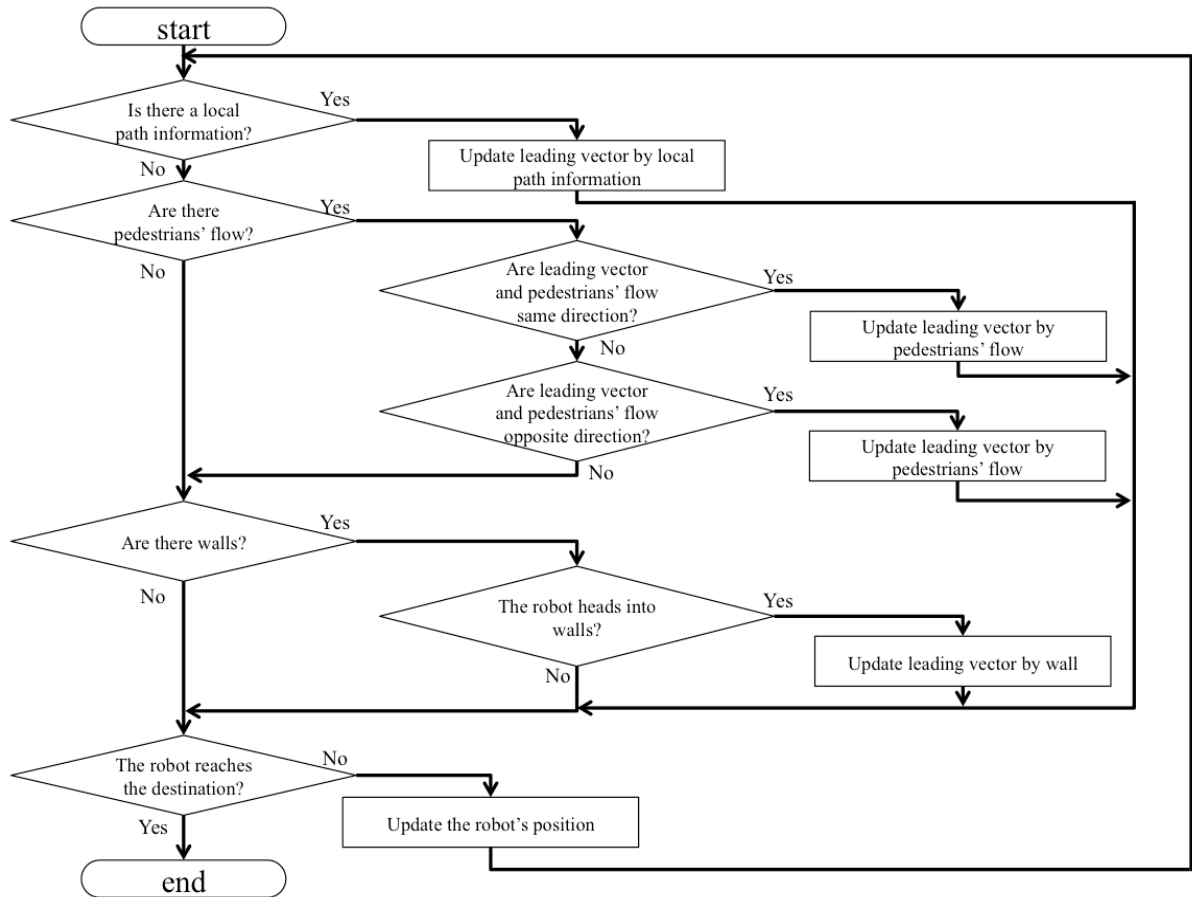 start
Is there a local
path information?
Yes
No
Update leading vector by local
path information
Are there
pedestrians’ flow?
Yes
No
Are leading vector
and pedestrians’ flow
same direction?
Yes
No
Update leading vector by
pedestrians’ flow
Are leading vector
and pedestrians’ flow
opposite direction?
Yes
No
Update leading vector by
pedestrians’ flow
Are there walls?
Yes
No
The robot heads into
walls?
Yes
No
Update leading vector by wall
The robot reaches
the destination?
No
Yes
Update the robot’s position
end